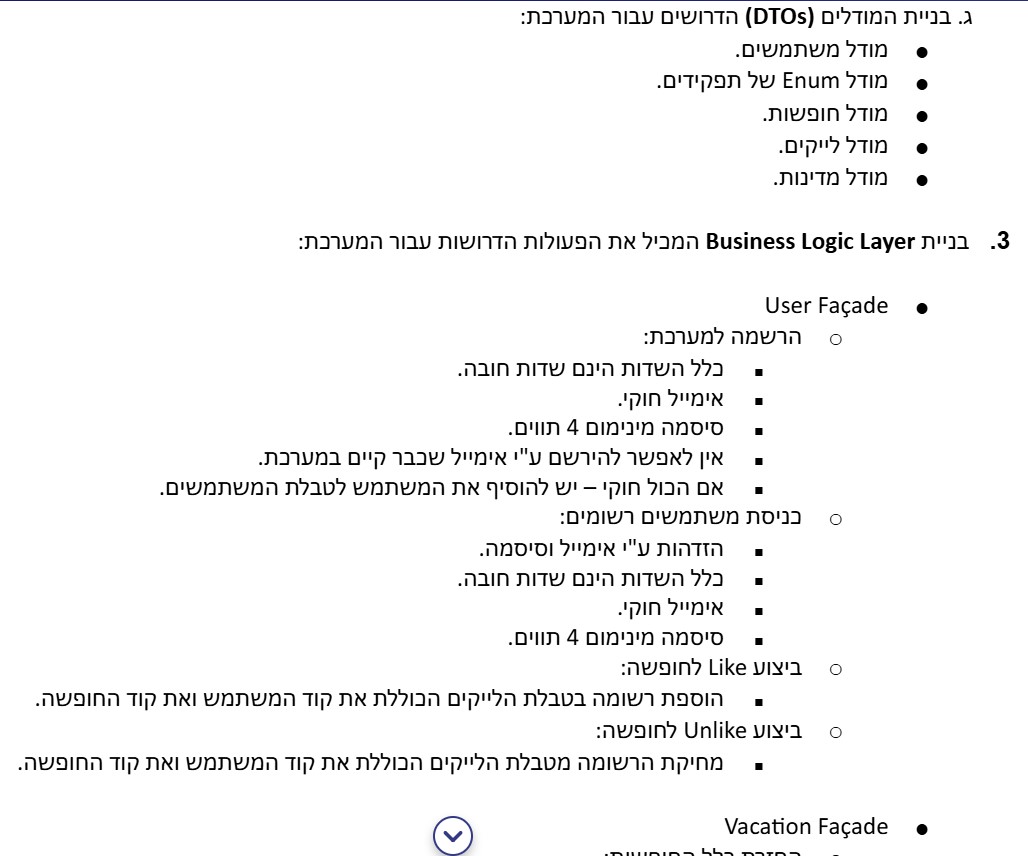 ג. בניית המודלים (DTOs) הדרושים עבור המערכת:
● מודל משתמשים.
● מודל Enum של תפקידים.
● מודל חופשות.
● מודל לייקים.
● מודל מדינות.
3. בניית Business Logic Layer המכיל את הפעולות הדרושות עבור המערכת:
● User Façade
○ הרשמה למערכת:
▪ כלל השדות הינם שדות חובה.
▪ אימייל חוקי.
▪ סיסמה מינימום 4 תווים.
▪ אין לאפשר להירשם ע"י אימייל שכבר קיים במערכת.
▪ אם הכול חוקי – יש להוסיף את המשתמש לטבלת המשתמשים.
○ כניסת משתמשים רשומים:
▪ הזדהות ע"י אימייל וסיסמה.
▪ כלל השדות הינם שדות חובה.
▪ אימייל חוקי.
▪ סיסמה מינימום 4 תווים.
○ ביצוע Like לחופשה:
▪ הוספת רשומה בטבלת הלייקים הכוללת את קוד המשתמש ואת קוד החופשה.
○ ביצוע Unlike לחופשה:
▪ מחיקת הרשומה מטבלת הלייקים הכוללת את קוד המשתמש ואת קוד החופשה.
● Vacation Façade